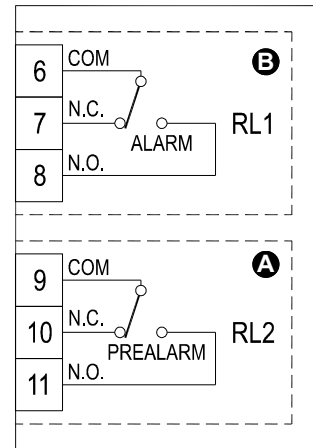 6 COM B
7 N.C. RL1
ALARM
8 N.O.
9 COM A
10 N.C. RL2
PREALARM
11 N.O.